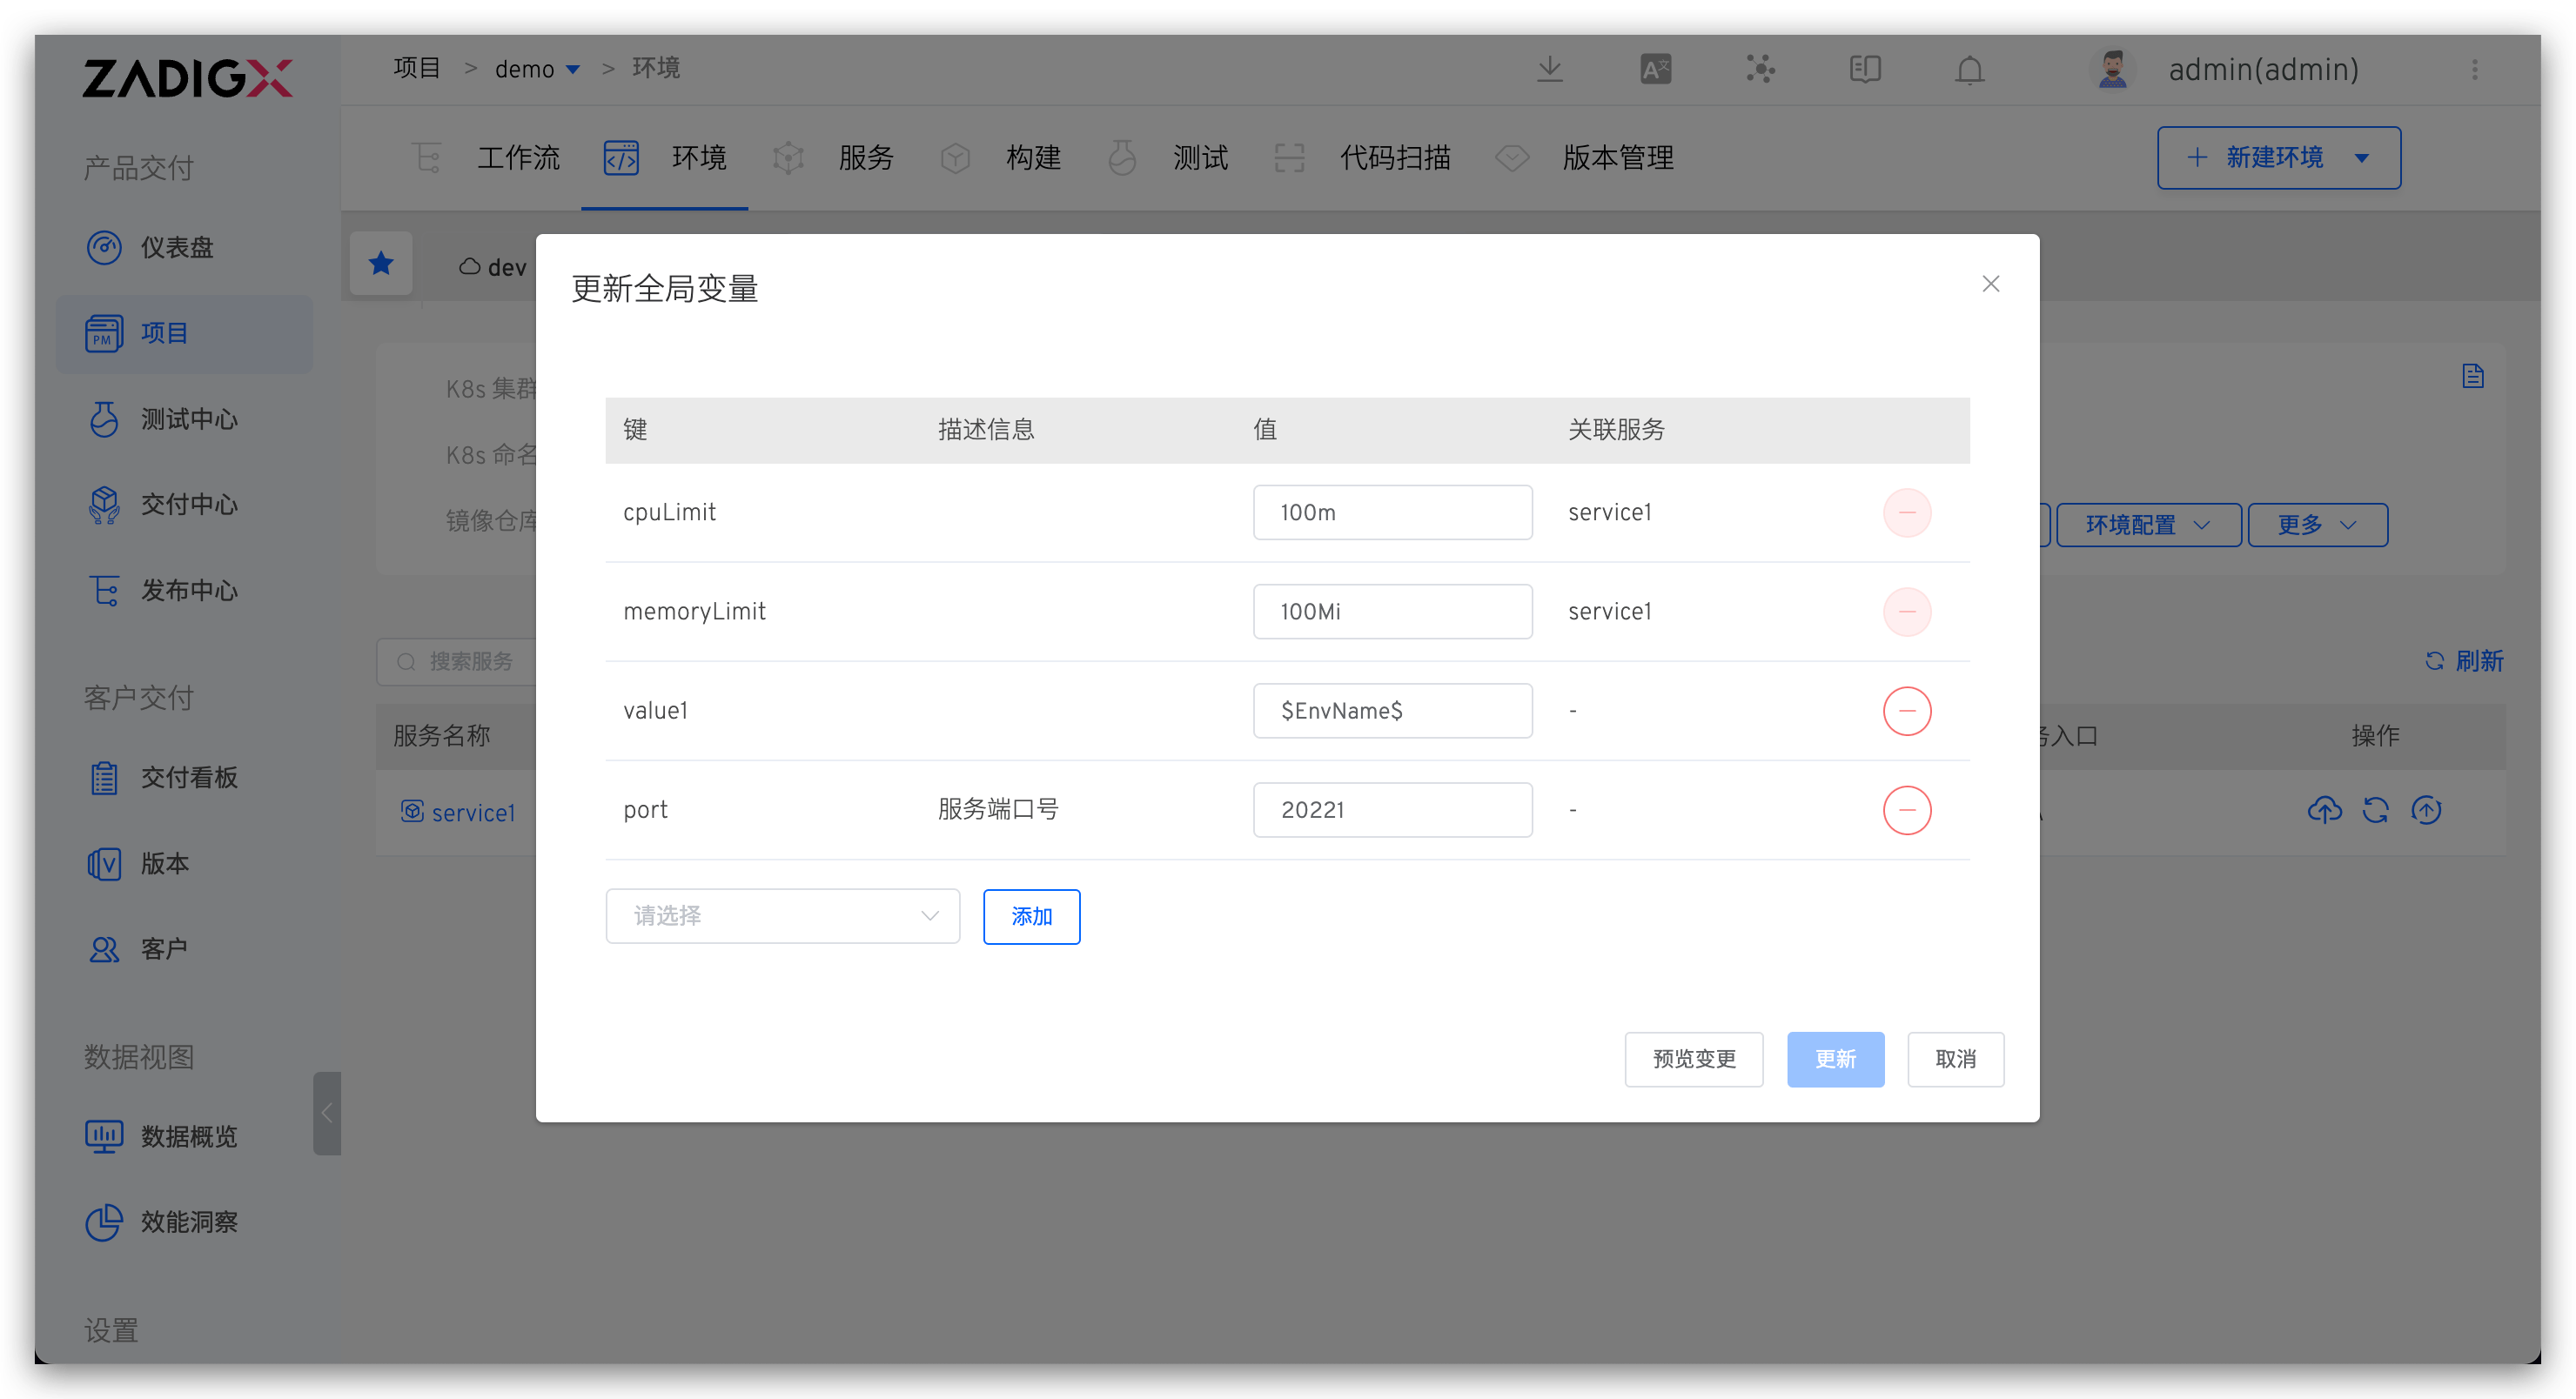 ZADIGX
项目 > demo > 环境
admin(admin)
产品交付
仪表盘
项目
测试中心
交付中心
发布中心
客户交付
交付看板
版本
客户
数据视图
数据概览
效能洞察
设置
工作流 环境 服务 构建 测试 代码扫描 版本管理
+ 新建环境
dev
K8s 集群
K8s 命名
镜像仓库
环境配置 更多
搜索服务
刷新
服务名称 入口 操作
service1
更新全局变量
键 描述信息 值 关联服务
cpuLimit 100m service1
memoryLimit 100Mi service1
value1 $EnvName$ -
port 服务端口号 20221 -
请选择 添加
预览变更 更新 取消